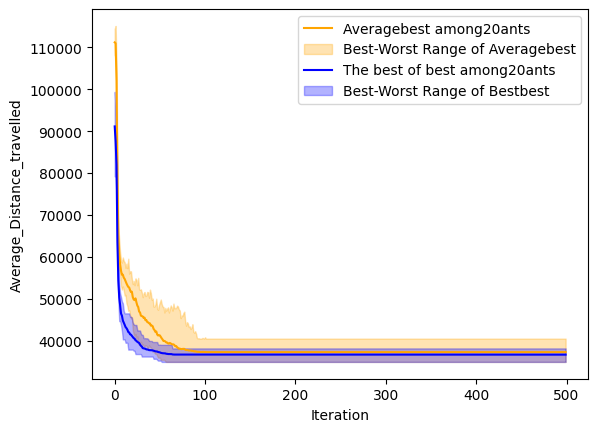 Averagebest among20ants
Best-Worst Range of Averagebest
The best of best among20ants
Best-Worst Range of Bestbest
Average_Distance_travelled
110000
100000
90000
80000
70000
60000
50000
40000
0 100 200 300 400 500
Iteration